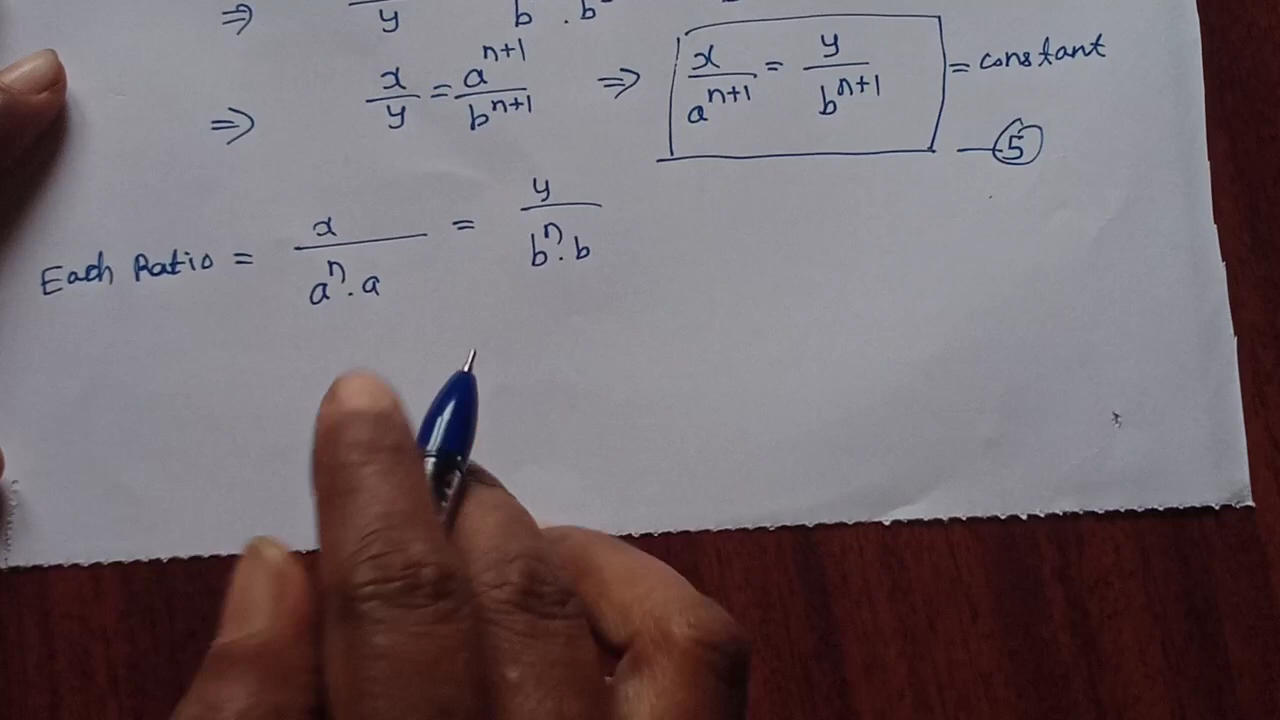 ⇒ y b . b
⇒ x/y = a^(n+1)/b^(n+1) ⇒ x/a^(n+1) = y/b^(n+1) = constant
— ⑤
Each Ratio = x/(a^n . a) = y/(b^n . b)